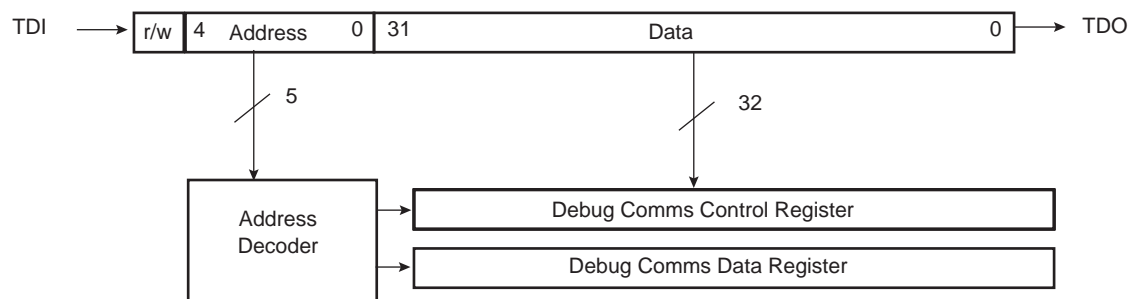 TDI r/w 4 Address 0 31 Data 0 TDO
5
32
Address
Decoder
Debug Comms Control Register
Debug Comms Data Register